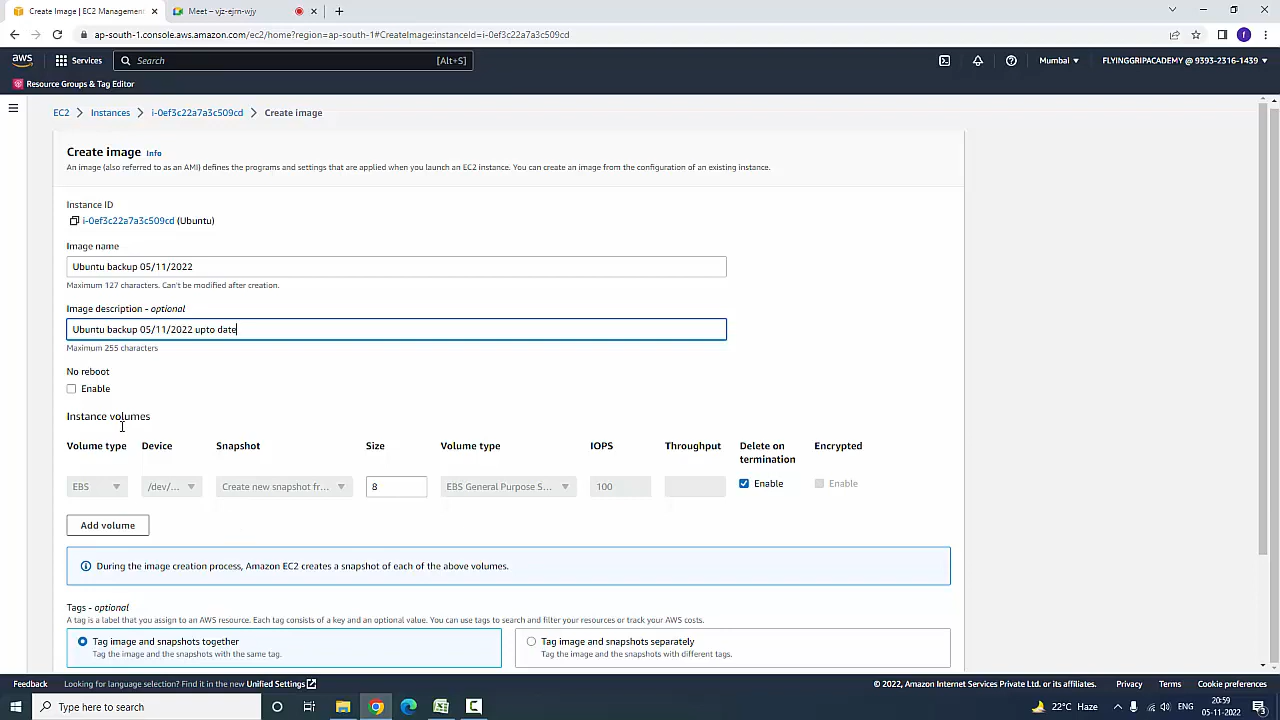 Create Image | EC2 Managemen
Meet – vjz-ejrn-wjy
ap-south-1.console.aws.amazon.com/ec2/home?region=ap-south-1#CreateImage:instanceId=i-0ef3c22a7a3c509cd
f
aws
Services
Search
[Alt+S]
Mumbai
FLYINGGRIPACADEMY @ 9393-2316-1439
Resource Groups & Tag Editor
EC2 > Instances > i-0ef3c22a7a3c509cd > Create image
Create image Info
An image (also referred to as an AMI) defines the programs and settings that are applied when you launch an EC2 instance. You can create an image from the configuration of an existing instance.
Instance ID
i-0ef3c22a7a3c509cd (Ubuntu)
Image name
Ubuntu backup 05/11/2022
Maximum 127 characters. Can't be modified after creation.
Image description - optional
Ubuntu backup 05/11/2022 upto date
Maximum 255 characters
No reboot
Enable
Instance volumes
Volume type Device Snapshot Size Volume type IOPS Throughput Delete on termination Encrypted
EBS /dev/... Create new snapshot fr... 8 EBS General Purpose S... 100 Enable Enable
Add volume
During the image creation process, Amazon EC2 creates a snapshot of each of the above volumes.
Tags - optional
A tag is a label that you assign to an AWS resource. Each tag consists of a key and an optional value. You can use tags to search and filter your resources or track your AWS costs.
Tag image and snapshots together
Tag the image and the snapshots with the same tag.
Tag image and snapshots separately
Tag the image and the snapshots with different tags.
Feedback Looking for language selection? Find it in the new Unified Settings
© 2022, Amazon Internet Services Private Ltd. or its affiliates. Privacy Terms Cookie preferences
Type here to search
22°C Haze
ENG
20:59
05-11-2022
3